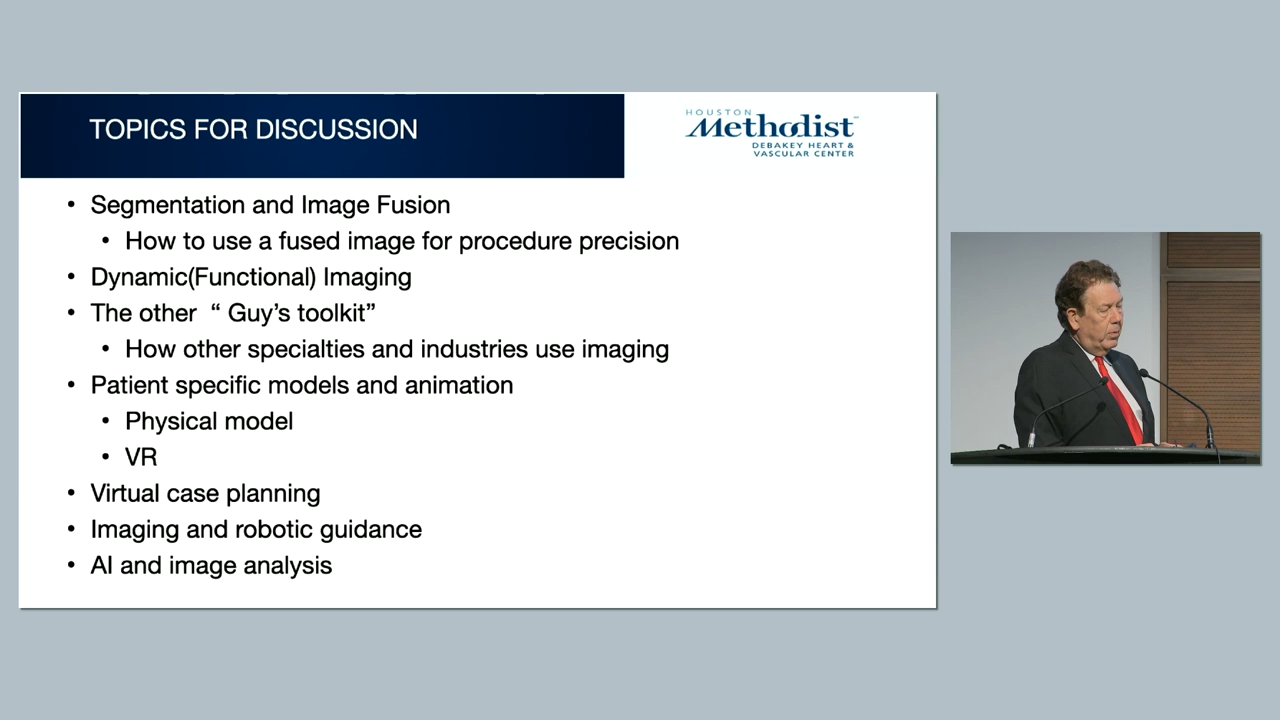 TOPICS FOR DISCUSSION
HOUSTON
Methodist
DEBAKEY HEART &
VASCULAR CENTER
• Segmentation and Image Fusion
• How to use a fused image for procedure precision
• Dynamic(Functional) Imaging
• The other “ Guy’s toolkit”
• How other specialties and industries use imaging
• Patient specific models and animation
• Physical model
• VR
• Virtual case planning
• Imaging and robotic guidance
• AI and image analysis